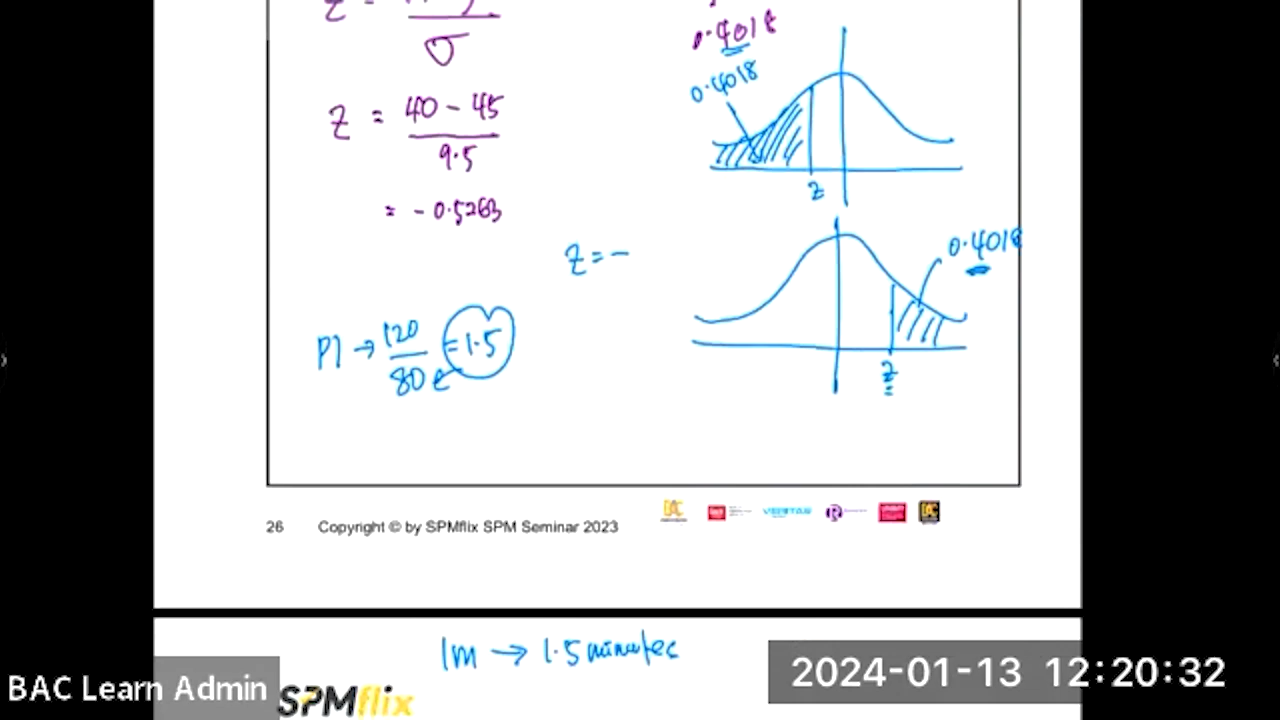 σ
0.4018
0.4018
Z = 40 - 45
9.5
= - 0.5263
Z
Z = -
0.4018
P1 → 120
80
= 1.5
Z
26 Copyright © by SPMflix SPM Seminar 2023
1m → 1.5 minutes
BAC Learn Admin
SPMflix
2024-01-13 12:20:32